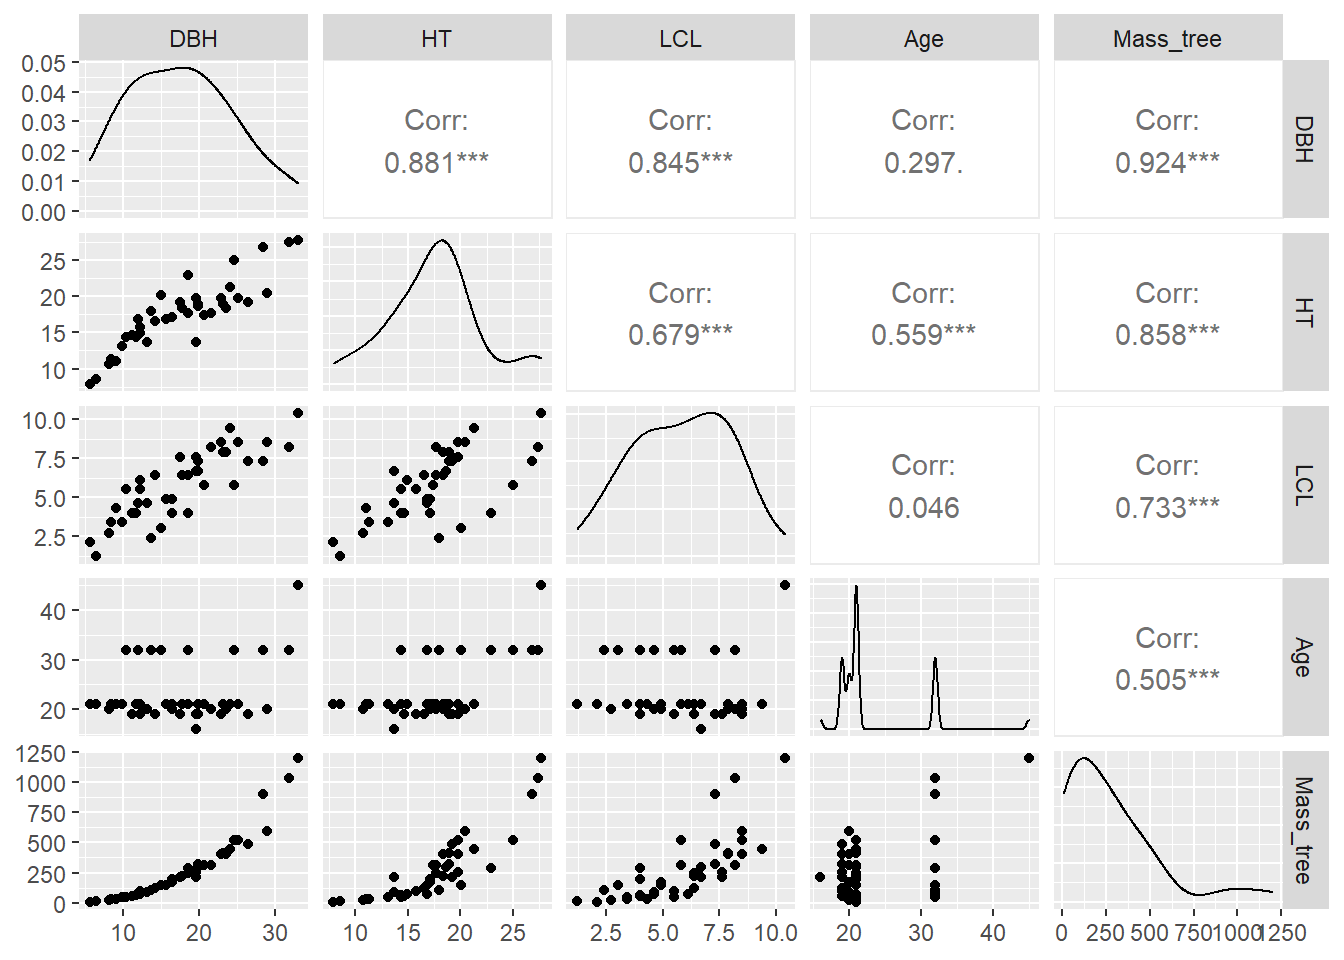 DBH HT LCL Age Mass_tree
0.05
0.04
0.03
0.02
0.01
0.00
Corr:
0.881***
Corr:
0.845***
Corr:
0.297.
Corr:
0.924***
DBH
25
20
15
10
Corr:
0.679***
Corr:
0.559***
Corr:
0.858***
HT
10.0
7.5
5.0
2.5
Corr:
0.046
Corr:
0.733***
LCL
40
30
20
Corr:
0.505***
Age
1250
1000
750
500
250
0
Mass_tree
10 20 30 10 15 20 25 2.5 5.0 7.5 10.0 20 30 40 0 250 500 750 1000 1250